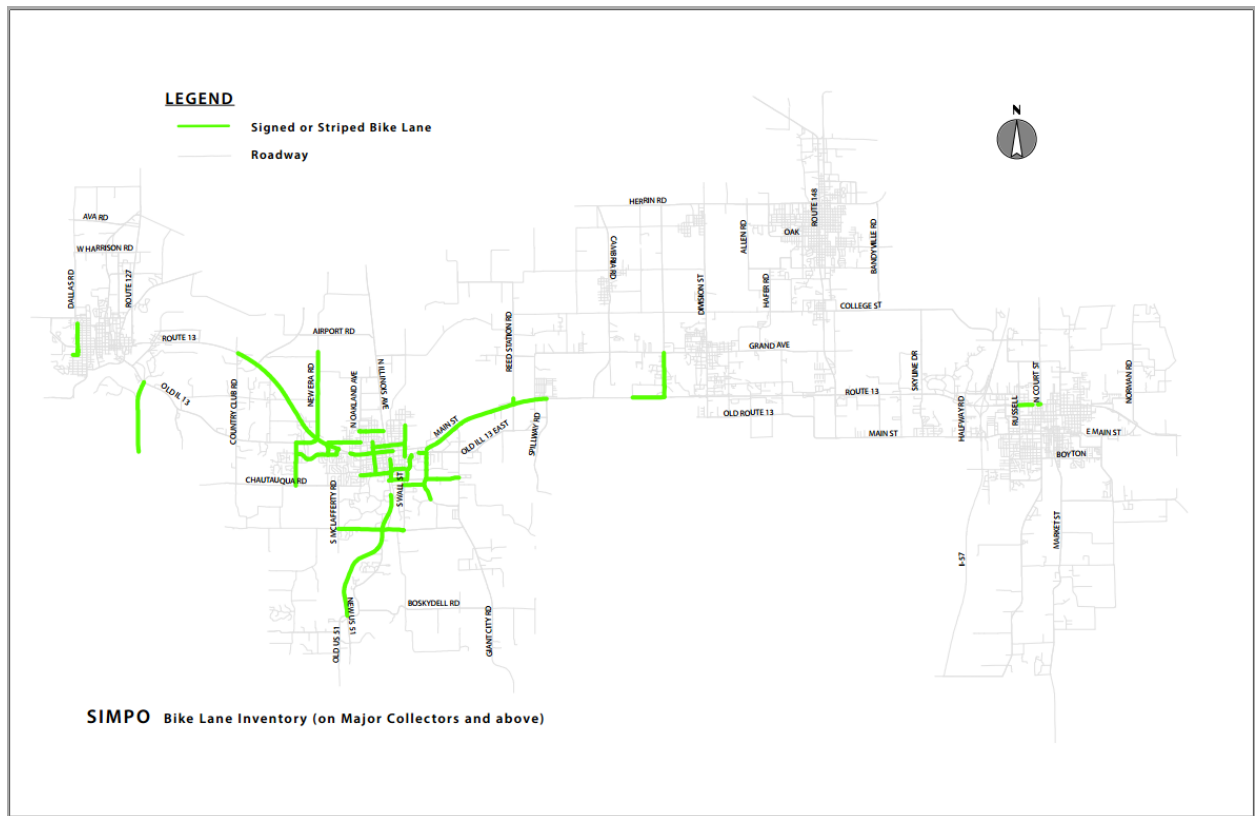 LEGEND
Signed or Striped Bike Lane
Roadway
N
HERRIN RD
ROUTE 148
AVA RD
W HARRISON RD
OAK
ALLEN RD
BANDYVILLE RD
CAMBRIA RD
DALLAS RD
ROUTE 127
DIVISION ST
HAFER RD
COLLEGE ST
ROUTE 13
AIRPORT RD
REED STATION RD
GRAND AVE
OLD IL 13
COUNTRY CLUB RD
NEW ERA RD
N OAKLAND AVE
N ILLINOIS AVE
SKYLINE DR
ROUTE 13
RUSSELL
N COURT ST
NORMAN RD
HALFWAY RD
OLD ROUTE 13
MAIN ST
OLD ILL 13 EAST
SPILLWAY RD
MAIN ST
E MAIN ST
BOYTON
CHAUTAUQUA RD
S MCLAFFERTY RD
S WALL ST
MARKET ST
I-57
BOSKYDELL RD
NEW US 51
OLD US 51
GIANT CITY RD
SIMPO Bike Lane Inventory (on Major Collectors and above)